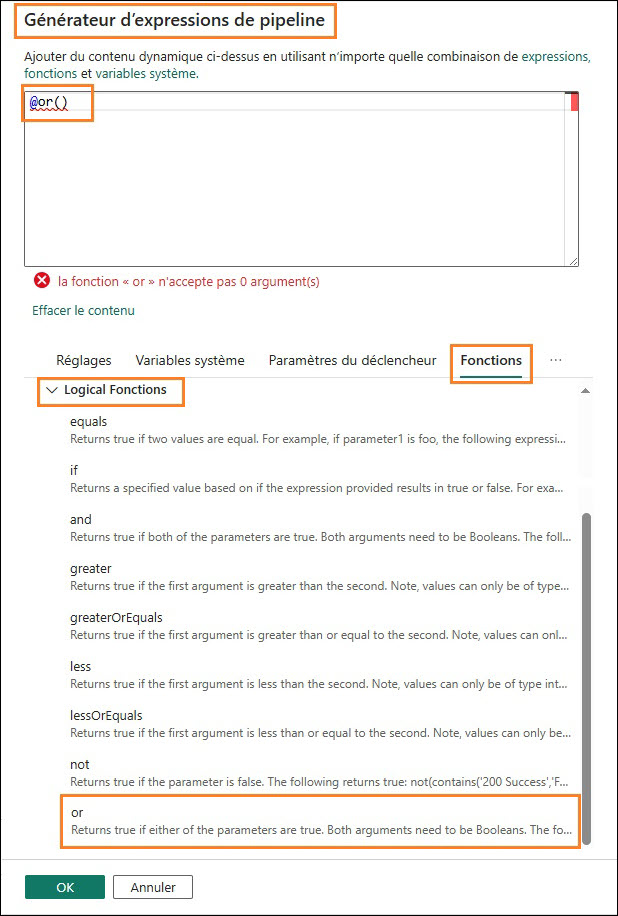 Générateur d'expressions de pipeline
Ajouter du contenu dynamique ci-dessus en utilisant n'importe quelle combinaison de expressions,
fonctions et variables système.
@or()
la fonction « or » n'accepte pas 0 argument(s)
Effacer le contenu
Réglages Variables système Paramètres du déclencheur Fonctions ···
Logical Fonctions
equals
Returns true if two values are equal. For example, if parameter1 is foo, the following expressi...
if
Returns a specified value based on if the expression provided results in true or false. For exa...
and
Returns true if both of the parameters are true. Both arguments need to be Booleans. The foll...
greater
Returns true if the first argument is greater than the second. Note, values can only be of type...
greaterOrEquals
Returns true if the first argument is greater than or equal to the second. Note, values can onl...
less
Returns true if the first argument is less than the second. Note, values can only be of type int...
lessOrEquals
Returns true if the first argument is less than or equal to the second. Note, values can only be...
not
Returns true if the parameter is false. The following returns true: not(contains('200 Success','F...
or
Returns true if either of the parameters are true. Both arguments need to be Booleans. The fo...
OK Annuler